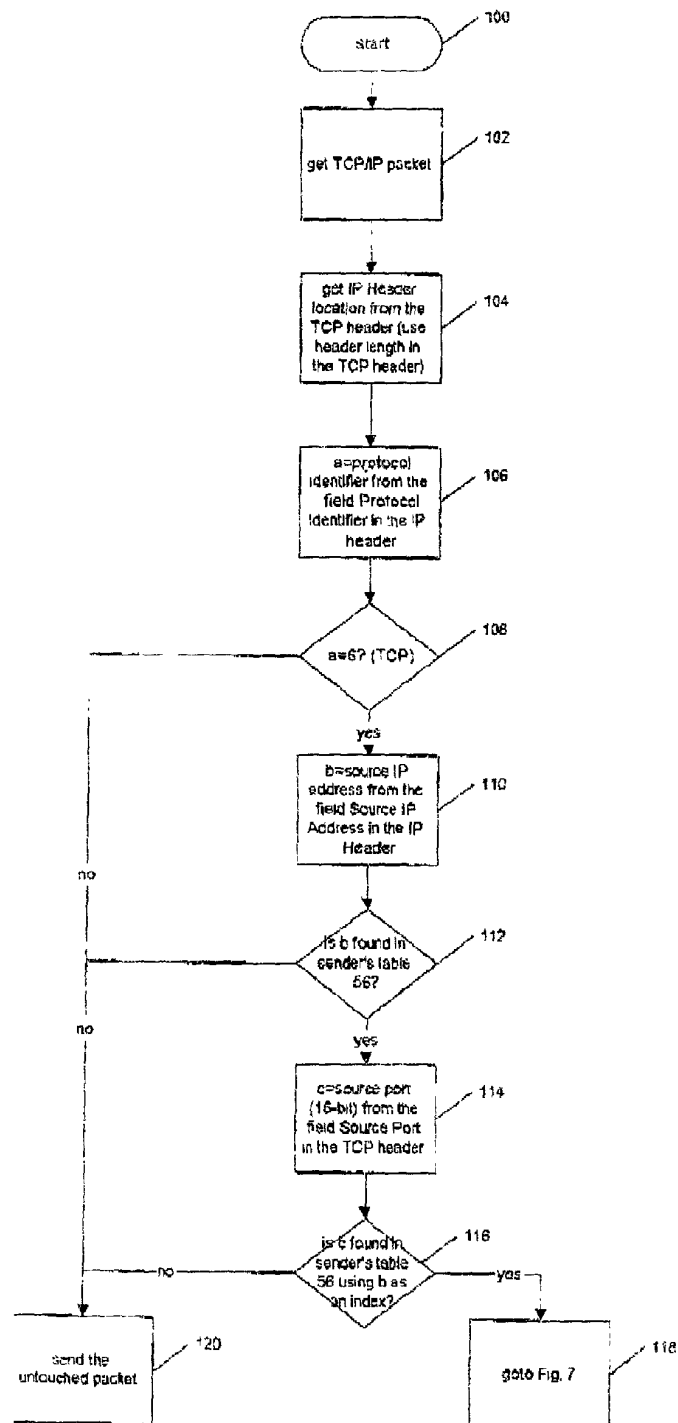 100
start
102
get TCP/IP packet
104
get IP Header
location from the
TCP header (use
header length in
the TCP header)
106
a=protocol
identifier from the
field Protocol
Identifier in the IP
header
108
a=6? (TCP)
yes
110
b=source IP
address from the
field Source IP
Address in the IP
Header
no
112
is b found in
sender's table
56?
no
yes
114
c=source port
(16-bit) from the
field Source Port
in the TCP header
116
is c found in
sender's table
56 using b as
an index?
no
yes
120
send the
untouched packet
118
goto Fig. 7